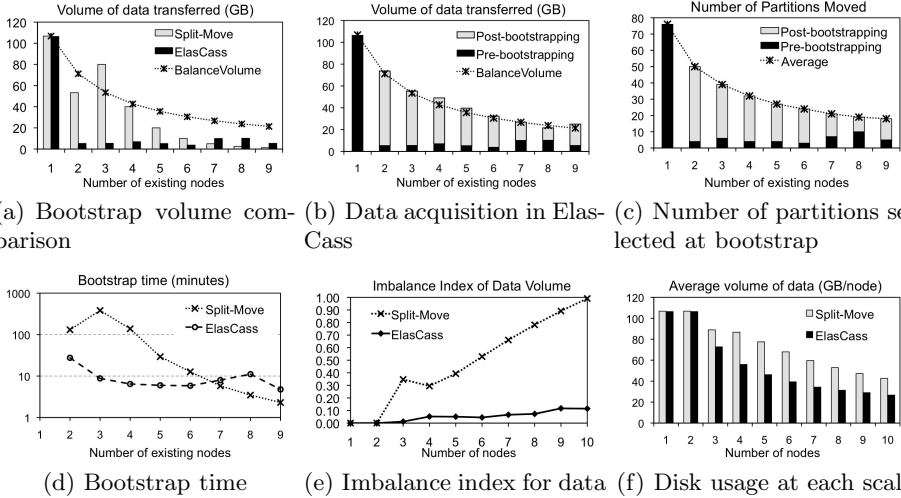 Volume of data transferred (GB)
120
100
80
60
40
20
0
Split-Move
ElasCass
BalanceVolume
1 2 3 4 5 6 7 8 9
Number of existing nodes
Volume of data transferred (GB)
120
100
80
60
40
20
0
Post-bootstrapping
Pre-bootstrapping
BalanceVolume
1 2 3 4 5 6 7 8 9
Number of existing nodes
Number of Partitions Moved
80
70
60
50
40
30
20
10
0
Post-bootstrapping
Pre-bootstrapping
Average
1 2 3 4 5 6 7 8 9
Number of existing nodes
(a) Bootstrap volume com-
parison
(b) Data acquisition in Elas-
Cass
(c) Number of partitions se
lected at bootstrap
Bootstrap time (minutes)
1000
100
10
1
Split-Move
ElasCass
1 2 3 4 5 6 7 8 9
Number of existing nodes
Imbalance Index of Data Volume
1.00
0.90
0.80
0.70
0.60
0.50
0.40
0.30
0.20
0.10
0.00
Split-Move
ElasCass
1 2 3 4 5 6 7 8 9 10
Number of nodes
Average volume of data (GB/node)
120
100
80
60
40
20
0
Split-Move
ElasCass
1 2 3 4 5 6 7 8 9 10
Number of nodes
(d) Bootstrap time
(e) Imbalance index for data
(f) Disk usage at each scal